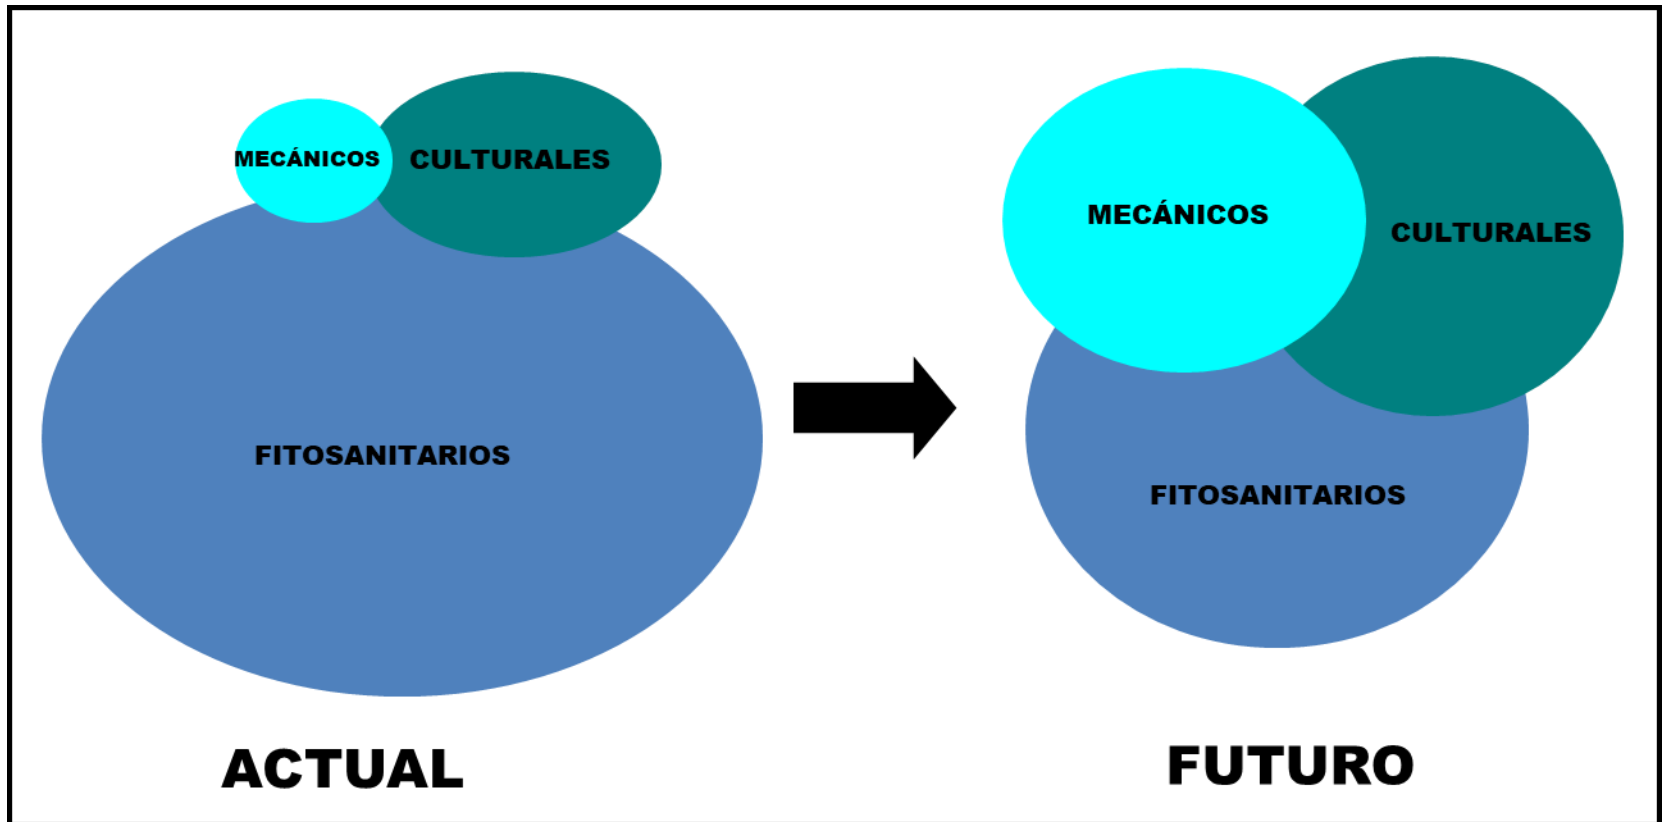 MECÁNICOS
CULTURALES
FITOSANITARIOS
ACTUAL
MECÁNICOS
CULTURALES
FITOSANITARIOS
FUTURO